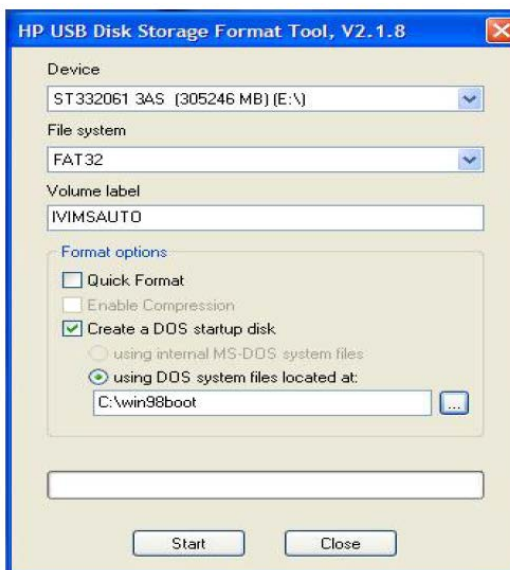 HP USB Disk Storage Format Tool, V2.1.8
Device
ST332061 3AS (305246 MB) (E:\)
File system
FAT32
Volume label
IVIMSAUTO
Format options
Quick Format
Enable Compression
Create a DOS startup disk
using internal MS-DOS system files
using DOS system files located at:
C:\win98boot
...
Start Close